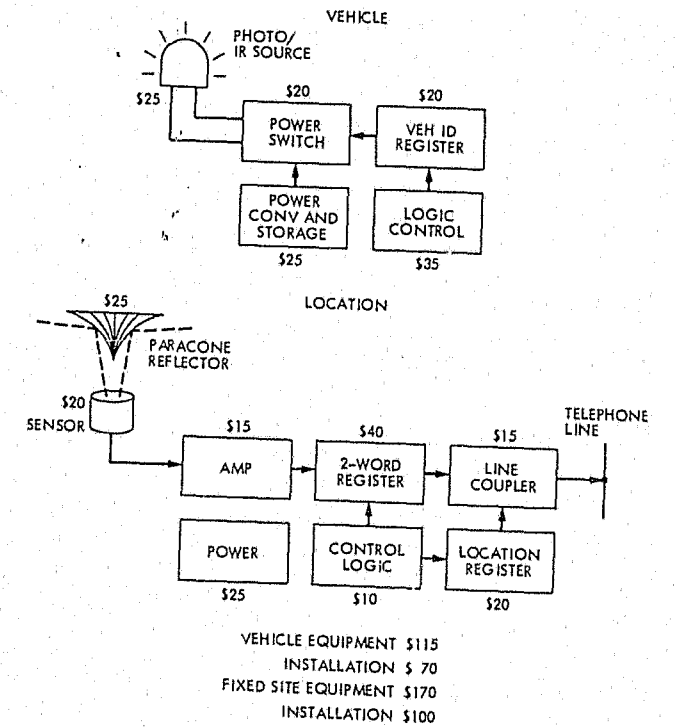 VEHICLE
PHOTO/
IR SOURCE
$25
$20
POWER
SWITCH
$20
VEH ID
REGISTER
POWER
CONV AND
STORAGE
$25
LOGIC
CONTROL
$35
LOCATION
$25
PARACONE
REFLECTOR
$20
SENSOR
$15
AMP
$40
2-WORD
REGISTER
$15
LINE
COUPLER
TELEPHONE
LINE
POWER
$25
CONTROL
LOGIC
$10
LOCATION
REGISTER
$20
VEHICLE EQUIPMENT $115
INSTALLATION $ 70
FIXED SITE EQUIPMENT $170
INSTALLATION $100